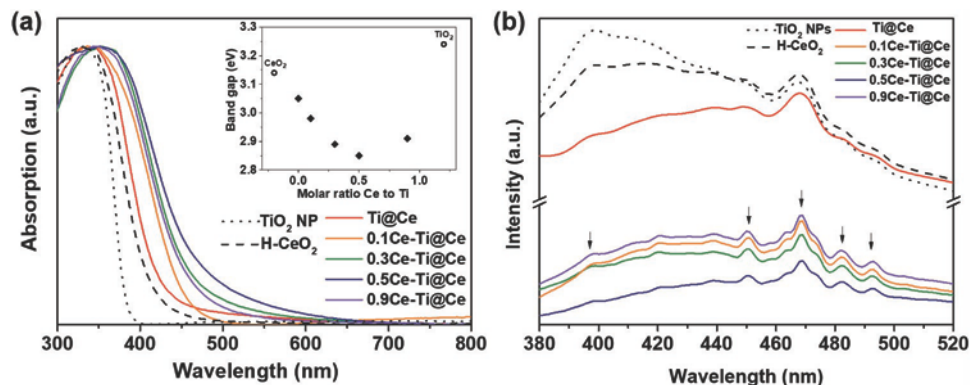 (a)
Absorption (a.u.)
300 400 500 600 700 800
Wavelength (nm)
TiO2 NP
H-CeO2
Ti@Ce
0.1Ce-Ti@Ce
0.3Ce-Ti@Ce
0.5Ce-Ti@Ce
0.9Ce-Ti@Ce
Band gap (eV)
3.3
3.2
3.1
3.0
2.9
2.8
CeO2
TiO2
0.0 0.5 1.0
Molar ratio Ce to Ti
(b)
Intensity (a.u.)
TiO2 NPs
H-CeO2
Ti@Ce
0.1Ce-Ti@Ce
0.3Ce-Ti@Ce
0.5Ce-Ti@Ce
0.9Ce-Ti@Ce
380 400 420 440 460 480 500 520
Wavelength (nm)